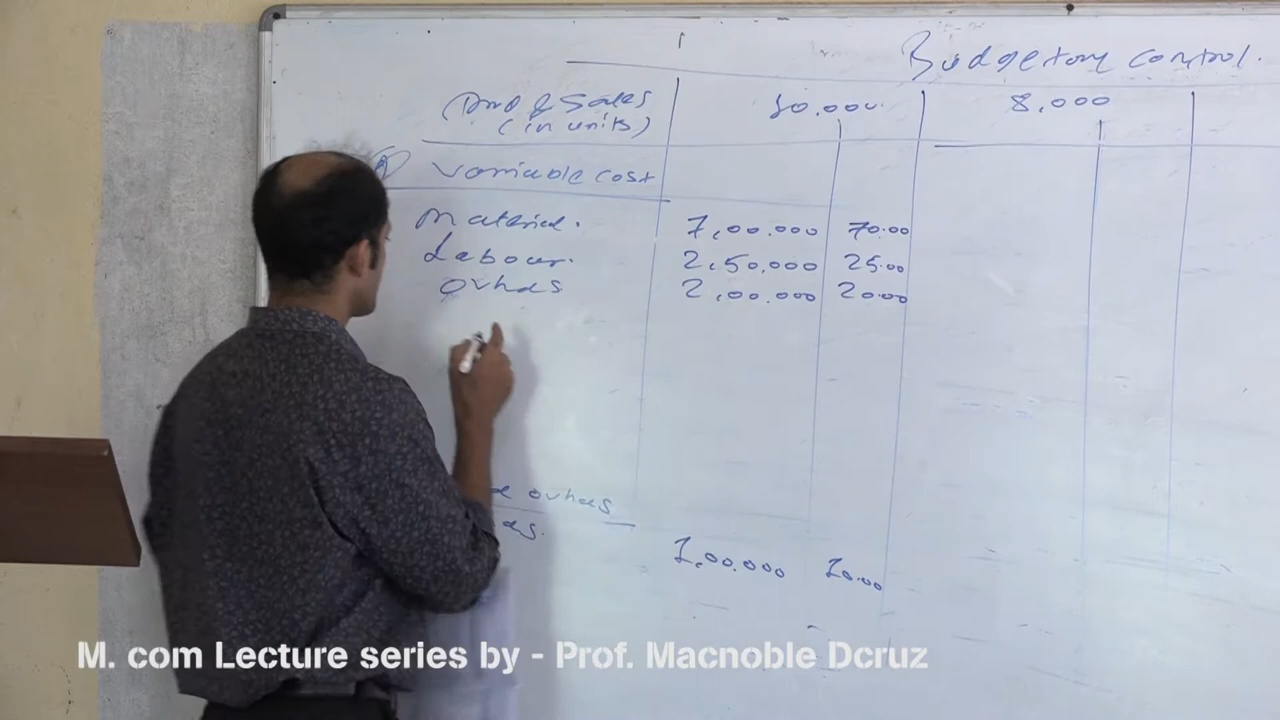 Budgetory control.
Prod & Sales 10,000 8,000
(in units)
(A) Variable cost
Material. 7,00,000 70.00
Labour. 2,50,000 25.00
ovhds 2,00,000 20.00
ovhds
ds.
1,00,000 10.00
M. com Lecture series by - Prof. Macnoble Dcruz